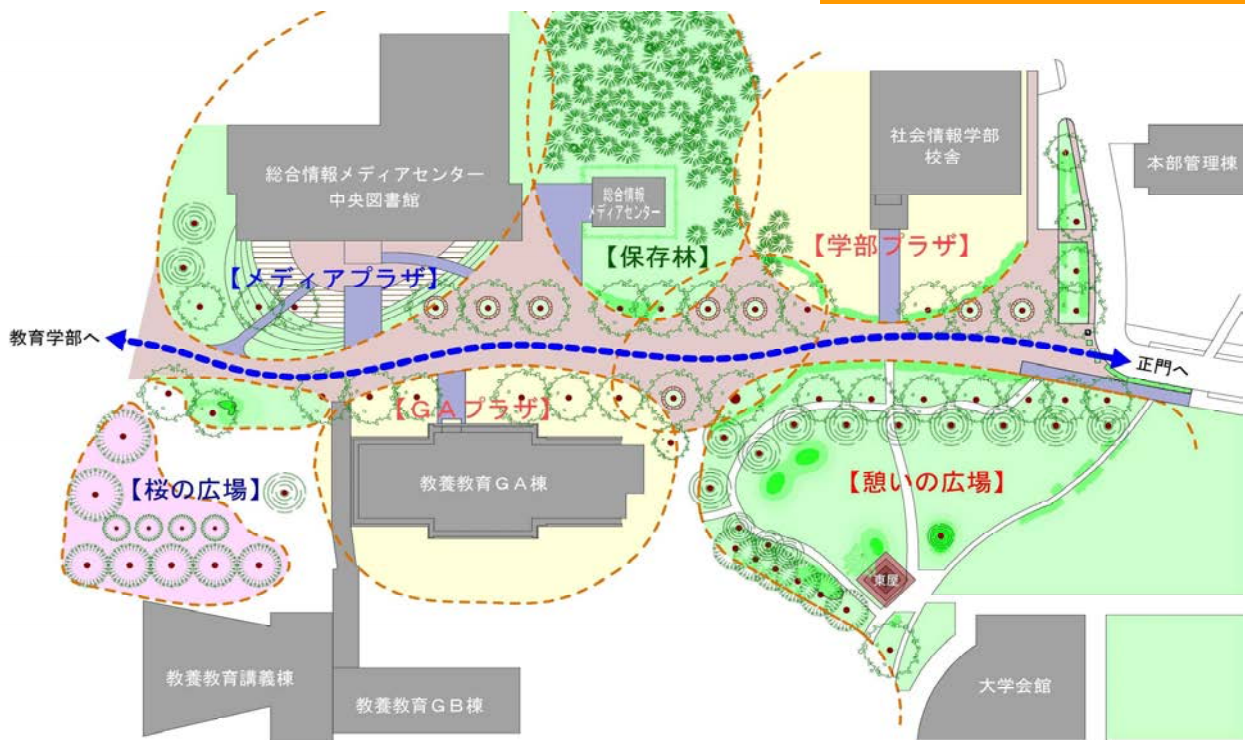 総合情報メディアセンター
中央図書館
総合情報
メディアセンター
社会情報学部
校舎
本部管理棟
【保存林】
【学部プラザ】
【メディアプラザ】
教育学部へ
正門へ
【GAプラザ】
【桜の広場】
教養教育GA棟
【憩いの広場】
東屋
教養教育講義棟
教養教育GB棟
大学会館